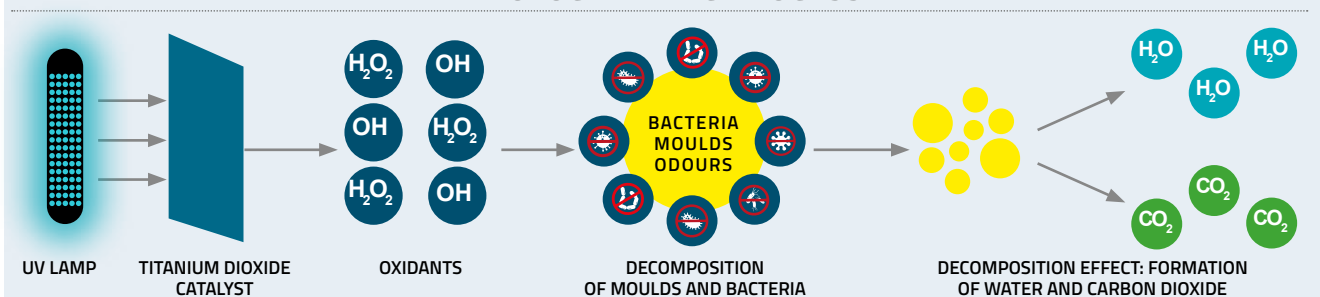 H2O2
OH
OH
H2O2
H2O2
OH
BACTERIA
MOULDS
ODOURS
H2O
H2O
H2O
CO2
CO2
CO2
UV LAMP
TITANIUM DIOXIDE
CATALYST
OXIDANTS
DECOMPOSITION
OF MOULDS AND BACTERIA
DECOMPOSITION EFFECT: FORMATION
OF WATER AND CARBON DIOXIDE